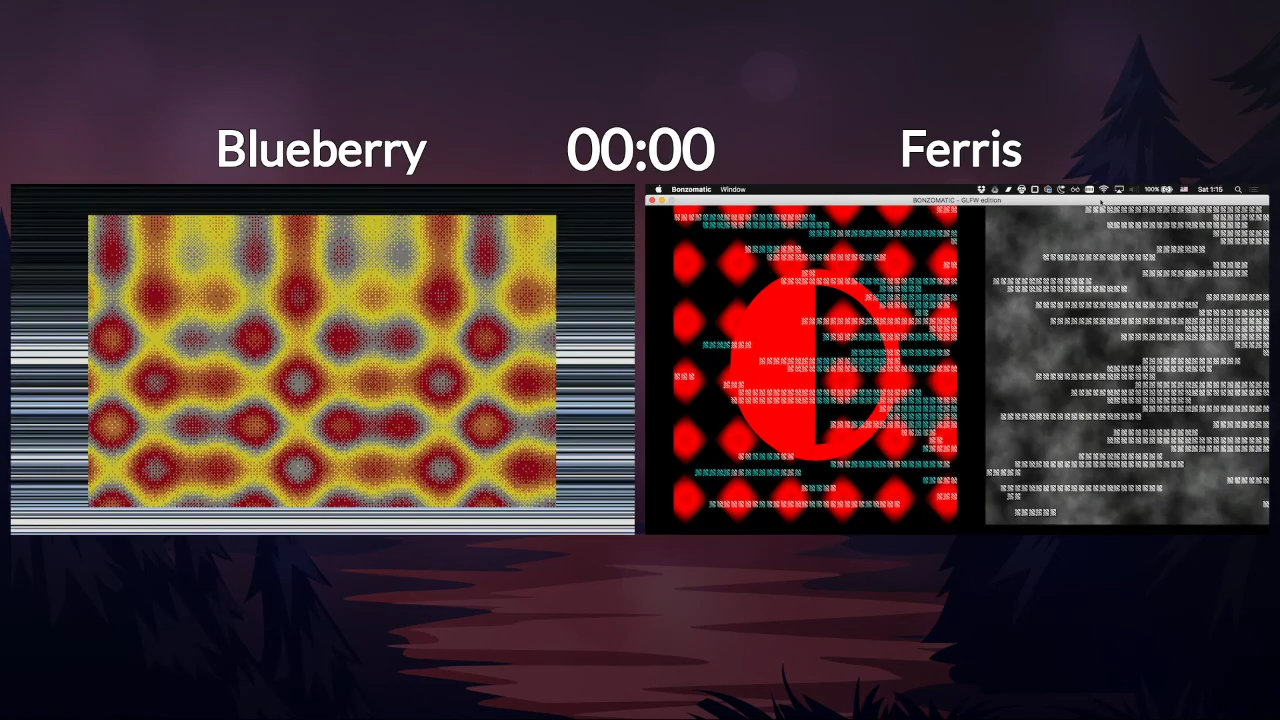 Blueberry
00:00
Ferris
Bonzomatic Window
100%
Sat 1:15
BONZOMATIC - GLFW edition